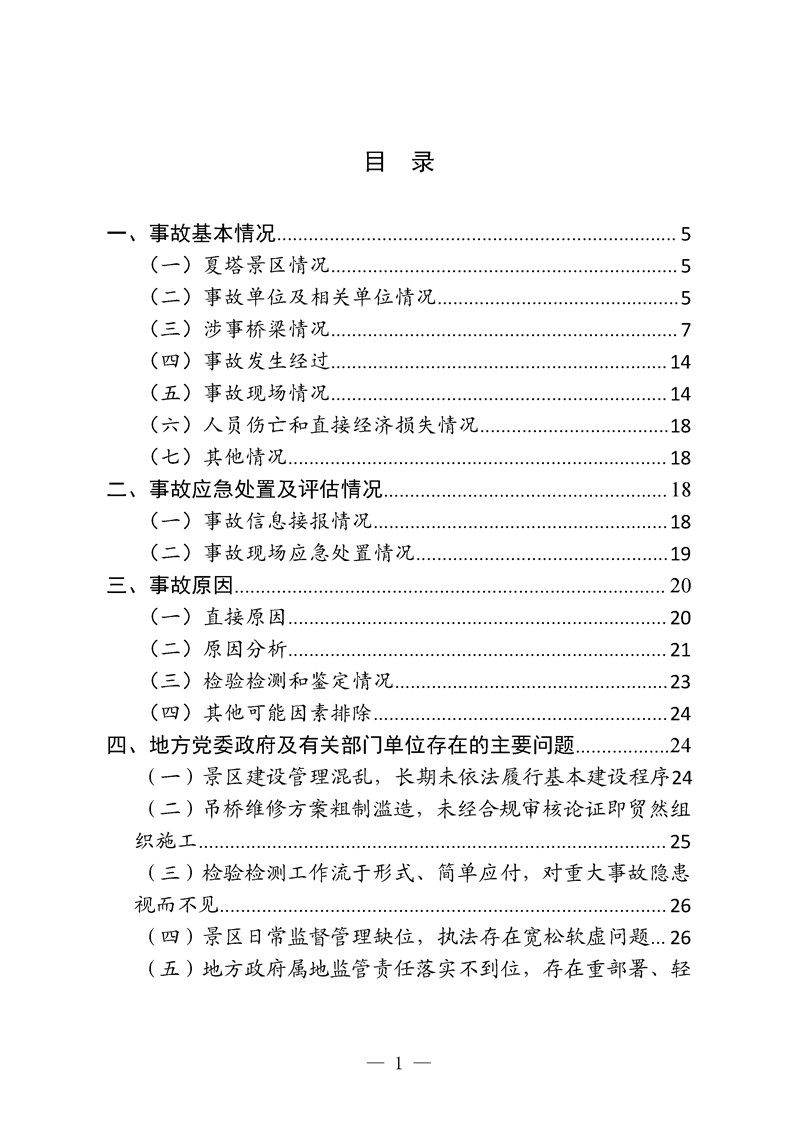 目 录
一、事故基本情况........................................ 5
（一）夏塔景区情况........................................5
（二）事故单位及相关单位情况........................................5
（三）涉事桥梁情况........................................ 7
（四）事故发生经过........................................ 14
（五）事故现场情况........................................ 14
（六）人员伤亡和直接经济损失情况........................................18
（七）其他情况........................................ 18
二、事故应急处置及评估情况........................................ 18
（一）事故信息接报情况........................................ 18
（二）事故现场应急处置情况........................................19
三、事故原因........................................ 20
（一）直接原因........................................ 20
（二）原因分析........................................ 21
（三）检验检测和鉴定情况........................................23
（四）其他可能因素排除........................................ 24
四、地方党委政府及有关部门单位存在的主要问题..................24
（一）景区建设管理混乱，长期未依法履行基本建设程序24
（二）吊桥维修方案粗制滥造，未经合规审核论证即贸然组
织施工........................................ 25
（三）检验检测工作流于形式、简单应付，对重大事故隐患
视而不见........................................ 26
（四）景区日常监督管理缺位，执法存在宽松软虚问题... 26
（五）地方政府属地监管责任落实不到位，存在重部署、轻
— 1 —